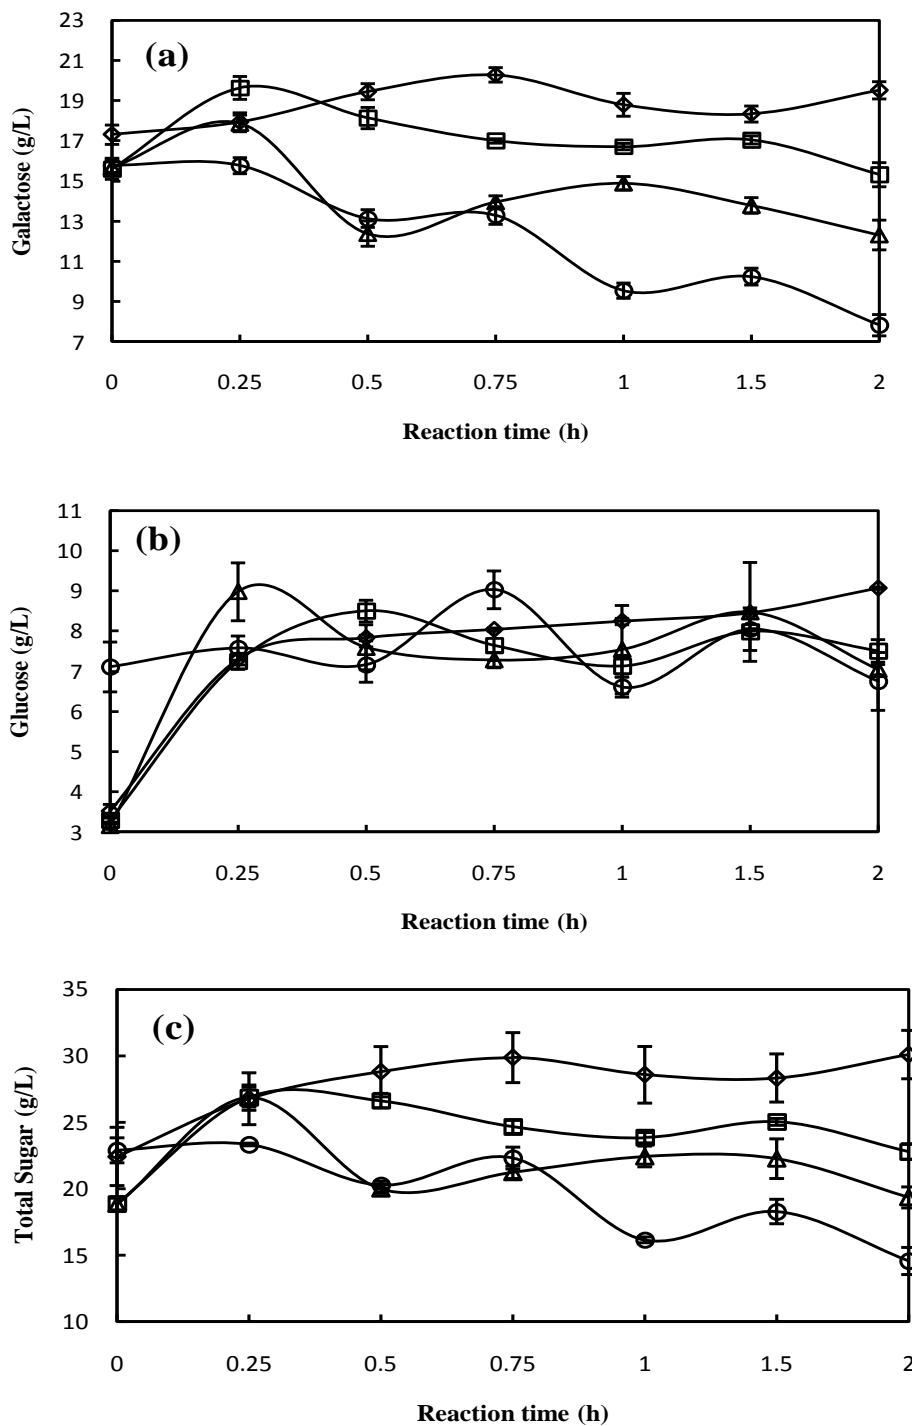 (a)
Galactose (g/L)
23
21
19
17
15
13
11
9
7
0 0.25 0.5 0.75 1 1.5 2
Reaction time (h)
(b)
Glucose (g/L)
11
10
9
8
7
6
5
4
3
0 0.25 0.5 0.75 1 1.5 2
Reaction time (h)
(c)
Total Sugar (g/L)
35
30
25
20
15
10
0 0.25 0.5 0.75 1 1.5 2
Reaction time (h)